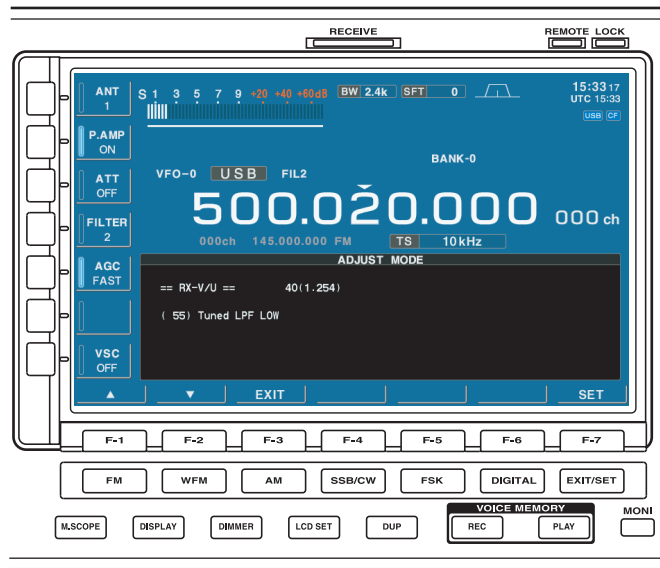 RECEIVE REMOTE LOCK
ANT
1
S 1 3 5 7 9 +20 +40 +60dB BW 2.4k SFT 0
15:33 17
UTC 15:33
USB CF
P.AMP
ON
BANK-0
ATT
OFF
VFO-0 USB FIL2
500.020.000 000 ch
FILTER
2
000ch 145.000.000 FM TS 10kHz
ADJUST MODE
AGC
FAST
== RX-V/U == 40(1.254)
( 55) Tuned LPF LOW
VSC
OFF
▲ ▼ EXIT SET
F-1 F-2 F-3 F-4 F-5 F-6 F-7
FM WFM AM SSB/CW FSK DIGITAL EXIT/SET
VOICE MEMORY MONI
M.SCOPE DISPLAY DIMMER LCD SET DUP REC PLAY